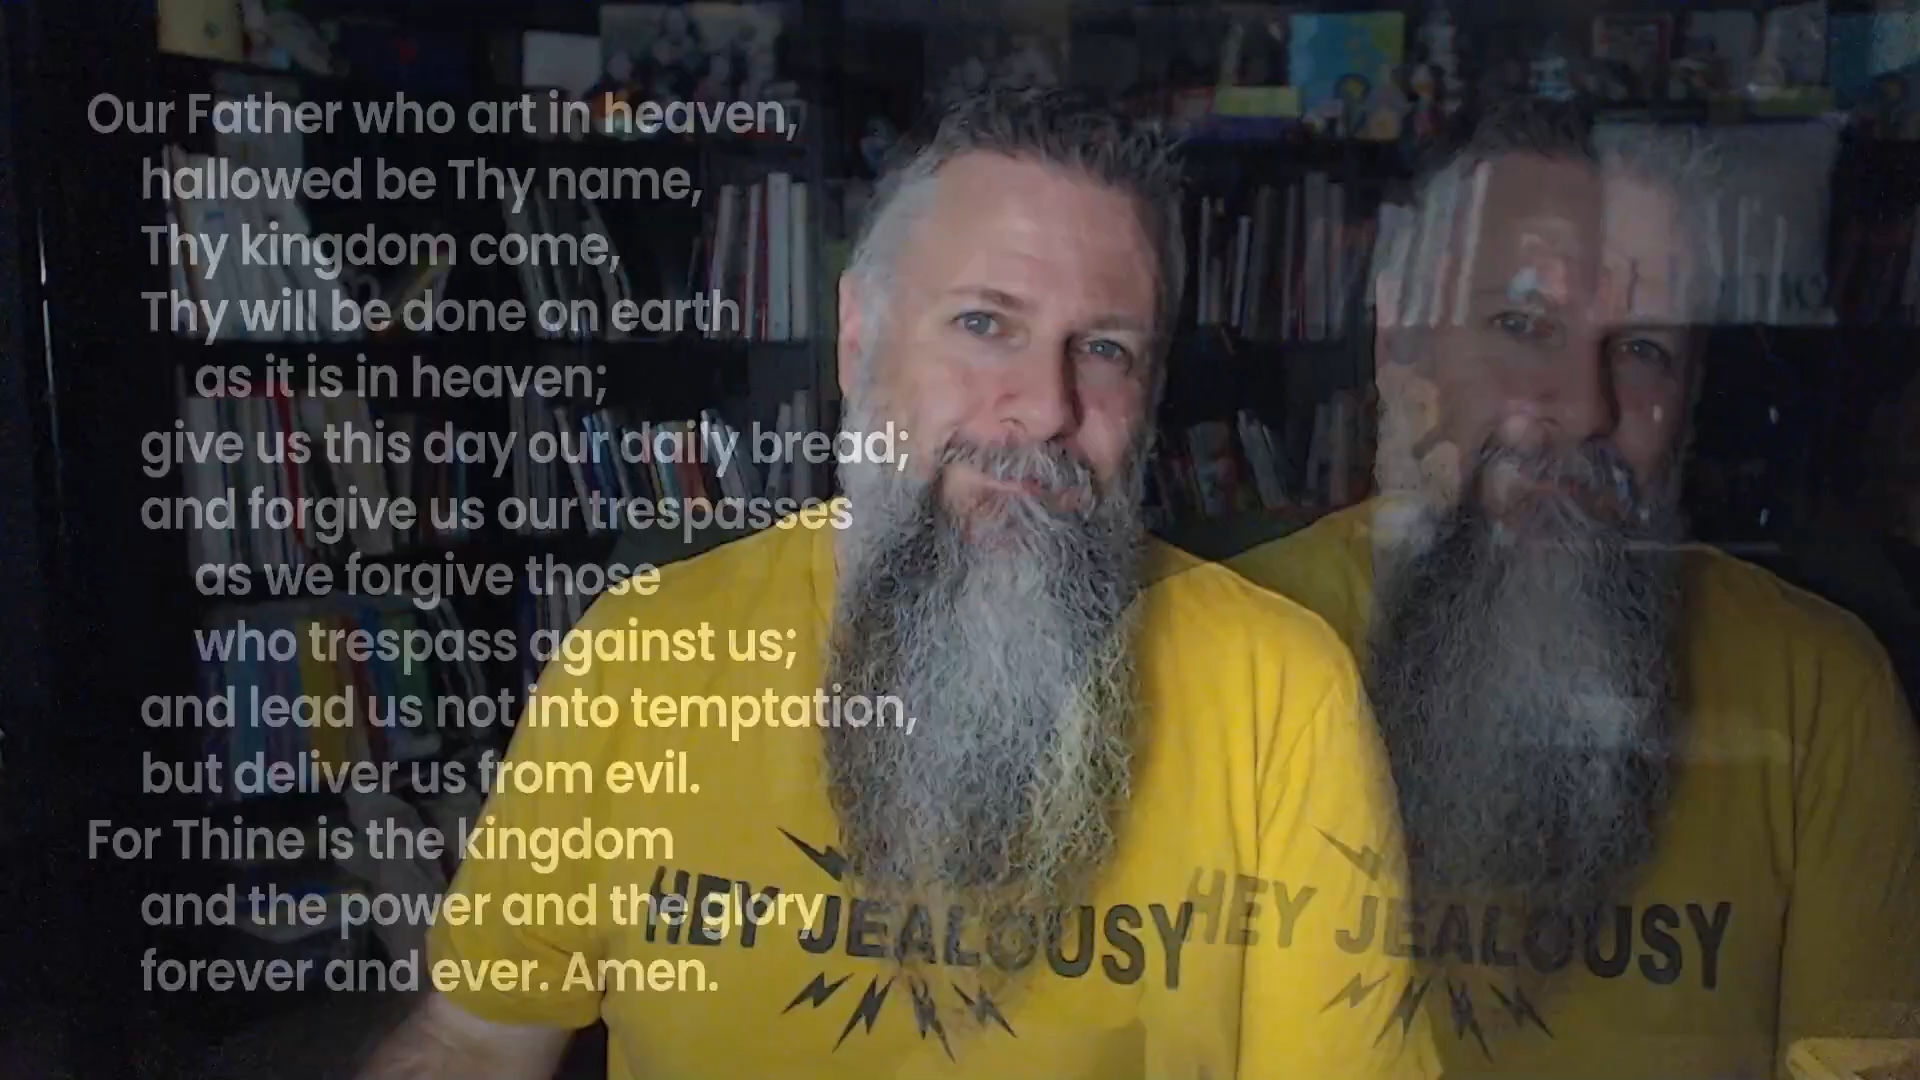 Our Father who art in heaven,
hallowed be Thy name,
Thy kingdom come,
Thy will be done on earth
as it is in heaven;
give us this day our daily bread;
and forgive us our trespasses
as we forgive those
who trespass against us;
and lead us not into temptation,
but deliver us from evil.
For Thine is the kingdom
and the power and the glory
forever and ever. Amen.
HEY JEALOUSY
HEY JEALOUSY